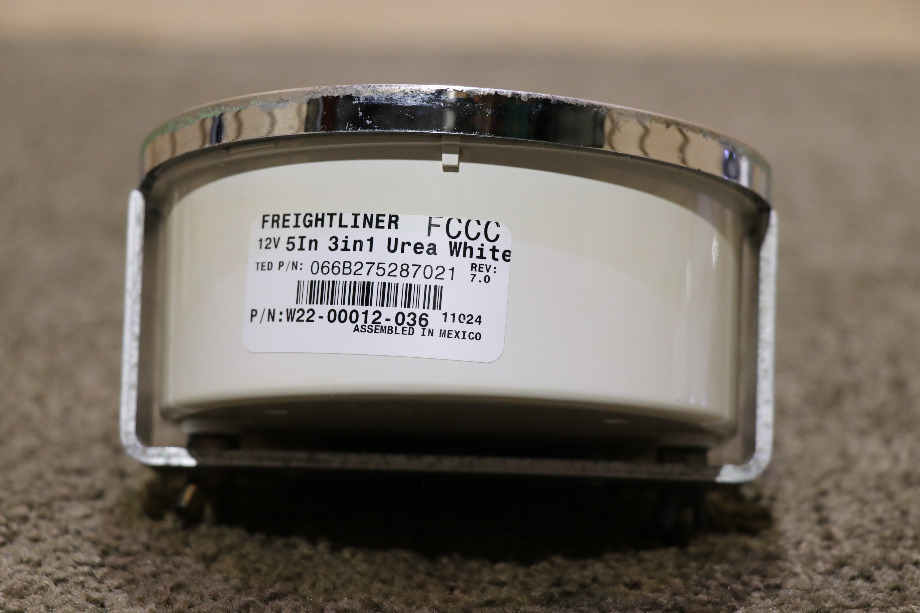 FREIGHTLINER FCCC
12V 5In 3in1 Urea White
TED P/N: 066B275287021 REV: 7.0
P/N:W22-00012-036 11024
ASSEMBLED IN MEXICO